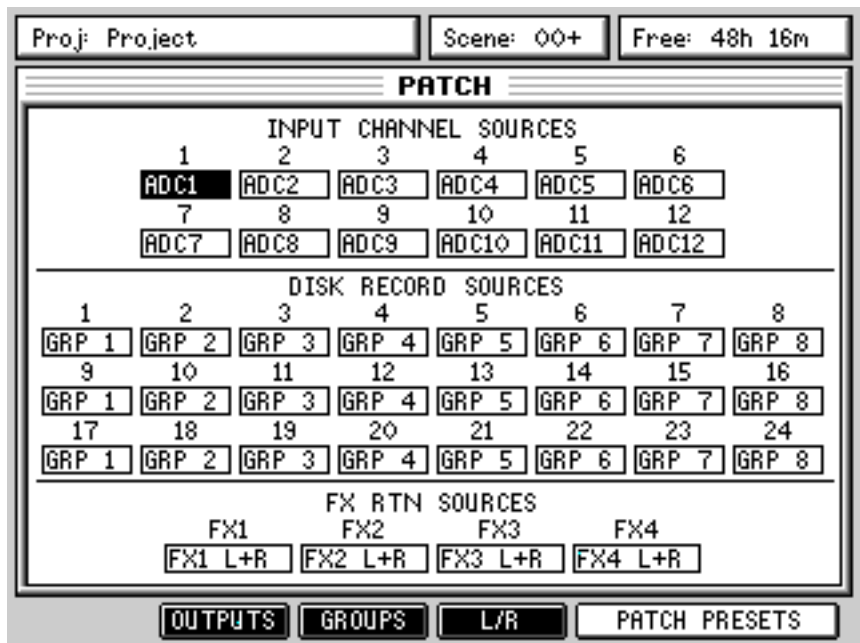 Proj: Project Scene: 00+ Free: 48h 16m
PATCH
INPUT CHANNEL SOURCES
1 2 3 4 5 6
ADC1 ADC2 ADC3 ADC4 ADC5 ADC6
7 8 9 10 11 12
ADC7 ADC8 ADC9 ADC10 ADC11 ADC12
DISK RECORD SOURCES
1 2 3 4 5 6 7 8
GRP 1 GRP 2 GRP 3 GRP 4 GRP 5 GRP 6 GRP 7 GRP 8
9 10 11 12 13 14 15 16
GRP 1 GRP 2 GRP 3 GRP 4 GRP 5 GRP 6 GRP 7 GRP 8
17 18 19 20 21 22 23 24
GRP 1 GRP 2 GRP 3 GRP 4 GRP 5 GRP 6 GRP 7 GRP 8
FX RTN SOURCES
FX1 FX2 FX3 FX4
FX1 L+R FX2 L+R FX3 L+R FX4 L+R
OUTPUTS GROUPS L/R PATCH PRESETS